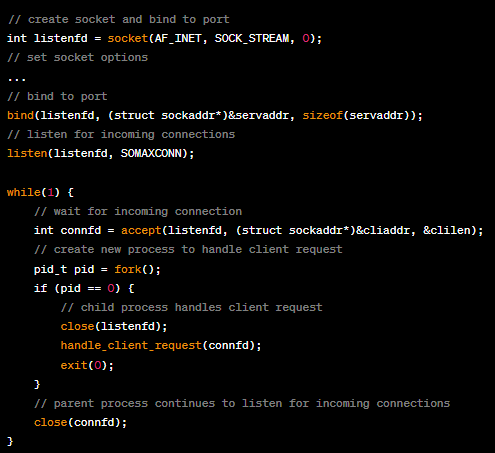 // create socket and bind to port
int listenfd = socket(AF_INET, SOCK_STREAM, 0);
// set socket options
...
// bind to port
bind(listenfd, (struct sockaddr*)&servaddr, sizeof(servaddr));
// listen for incoming connections
listen(listenfd, SOMAXCONN);

while(1) {
    // wait for incoming connection
    int connfd = accept(listenfd, (struct sockaddr*)&cliaddr, &clilen);
    // create new process to handle client request
    pid_t pid = fork();
    if (pid == 0) {
        // child process handles client request
        close(listenfd);
        handle_client_request(connfd);
        exit(0);
    }
    // parent process continues to listen for incoming connections
    close(connfd);
}